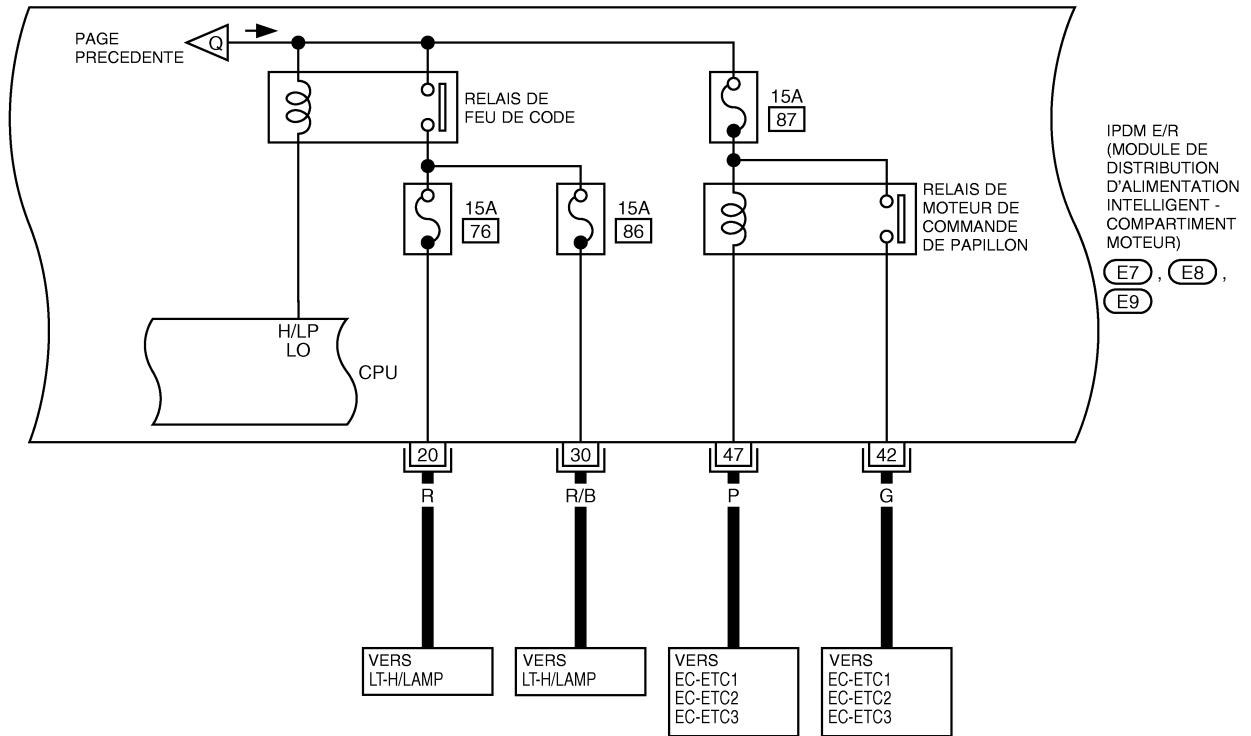 PAGE
PRECEDENTE
Q
RELAIS DE
FEU DE CODE
15A
87
IPDM E/R
(MODULE DE
DISTRIBUTION
D'ALIMENTATION
INTELLIGENT -
COMPARTIMENT
MOTEUR)
E7 , E8 ,
E9
15A
76
15A
86
RELAIS DE
MOTEUR DE
COMMANDE
DE PAPILLON
H/LP
LO
CPU
20
30
47
42
R
R/B
P
G
VERS
LT-H/LAMP
VERS
LT-H/LAMP
VERS
EC-ETC1
EC-ETC2
EC-ETC3
VERS
EC-ETC1
EC-ETC2
EC-ETC3